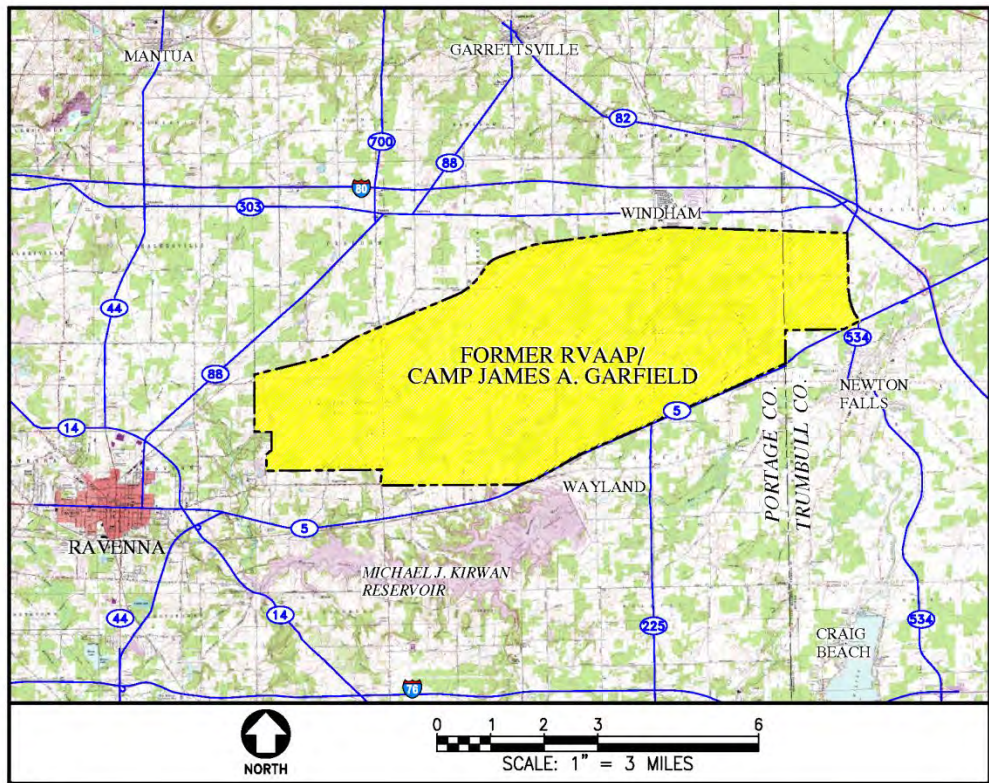 MANTUA
GARRETTSVILLE
82
700
88
80
303
WINDHAM
44
FORMER RVAAP/
CAMP JAMES A. GARFIELD
534
88
NEWTON
FALLS
5
14
PORTAGE CO.
TRUMBULL CO.
WAYLAND
5
RAVENNA
MICHAEL J. KIRWAN
RESERVOIR
44
14
225
534
CRAIG
BEACH
76
NORTH
0 1 2 3 6
SCALE: 1" = 3 MILES